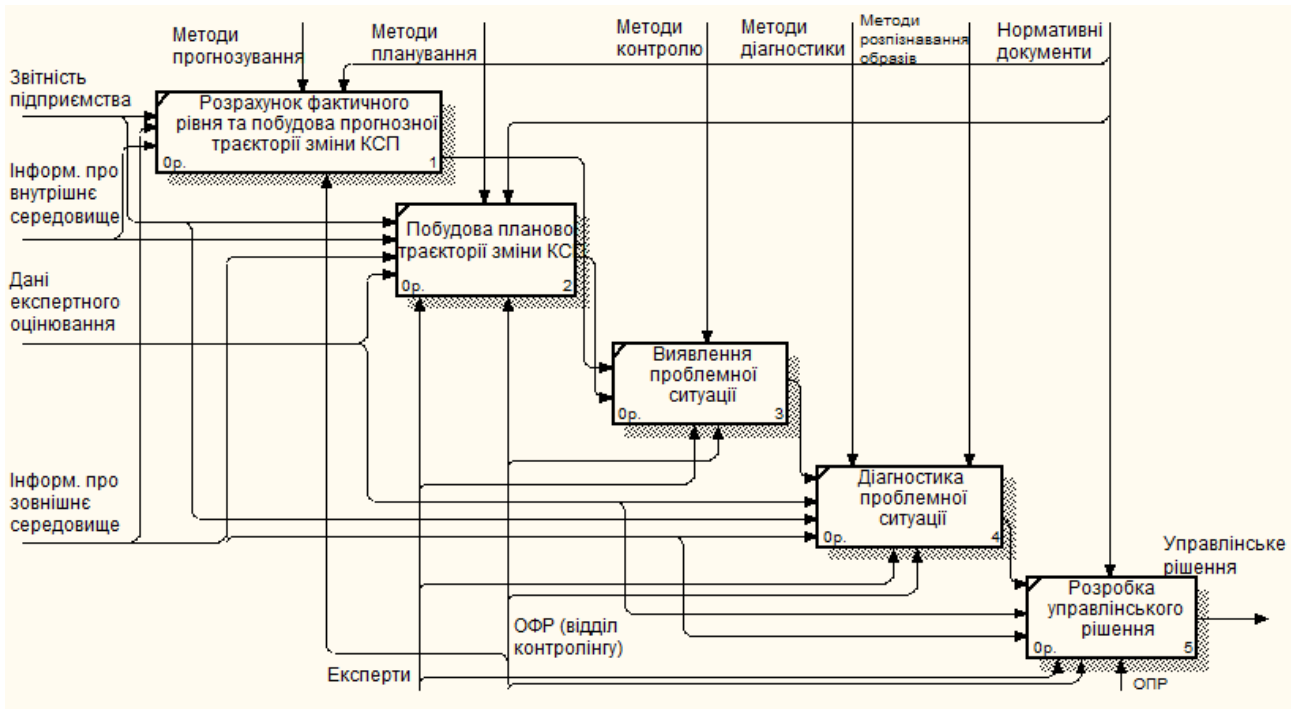 Методи
прогнозування
Методи
планування
Методи
контролю
Методи
діагностики
Методи
розпізнавання
образів
Нормативні
документи
Звітність
підприємства
Розрахунок фактичного
рівня та побудова прогнозної
траєкторії зміни КСП
0р.
1
Інформ. про
внутрішнє
середовище
Побудова планово
траєкторії зміни КС
0р.
2
Дані
експертного
оцінювання
Виявлення
проблемної
ситуації
0р.
3
Інформ. про
зовнішнє
середовище
Діагностика
проблемної
ситуації
0р.
4
Управлінське
рішення
Розробка
управлінського
рішення
0р.
5
ОФР (відділ
контролінгу)
Експерти
ОПР